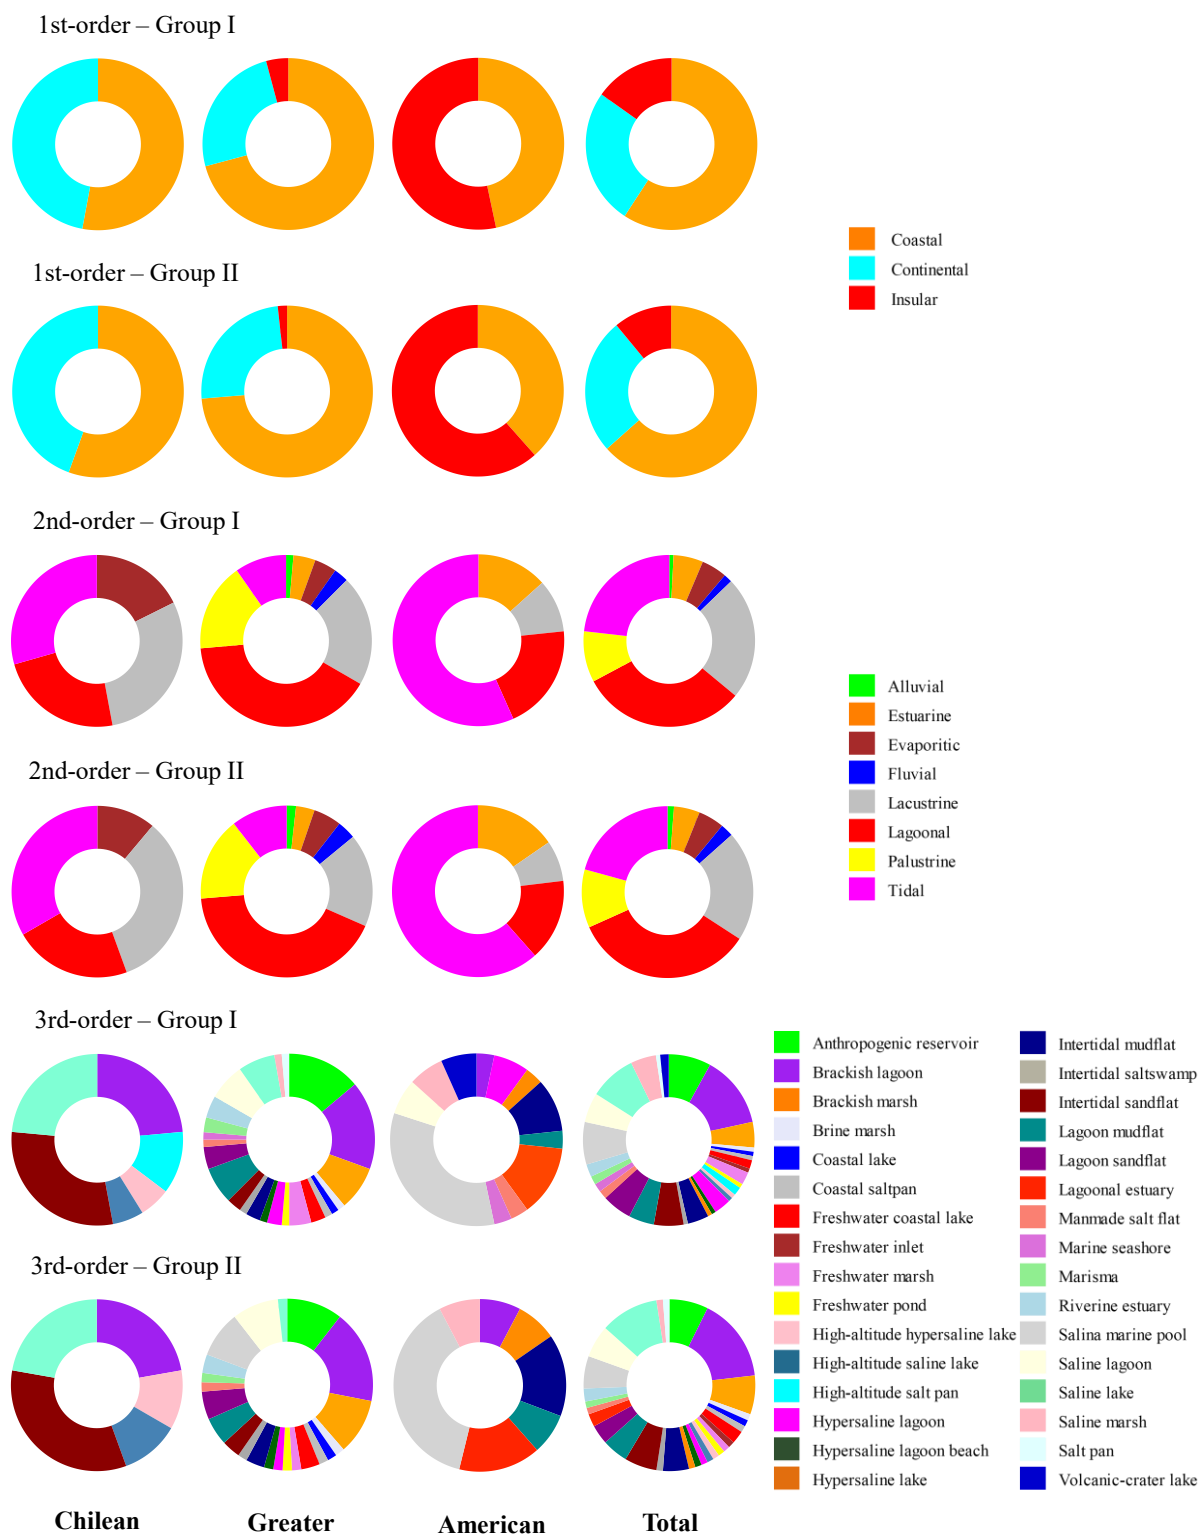 1st-order – Group I
1st-order – Group II
Coastal
Continental
Insular
2nd-order – Group I
2nd-order – Group II
Alluvial
Estuarine
Evaporitic
Fluvial
Lacustrine
Lagoonal
Palustrine
Tidal
3rd-order – Group I
3rd-order – Group II
Anthropogenic reservoir
Brackish lagoon
Brackish marsh
Brine marsh
Coastal lake
Coastal saltpan
Freshwater coastal lake
Freshwater inlet
Freshwater marsh
Freshwater pond
High-altitude hypersaline lake
High-altitude saline lake
High-altitude salt pan
Hypersaline lagoon
Hypersaline lagoon beach
Hypersaline lake
Intertidal mudflat
Intertidal saltswamp
Intertidal sandflat
Lagoon mudflat
Lagoon sandflat
Lagoonal estuary
Manmade salt flat
Marine seashore
Marisma
Riverine estuary
Salina marine pool
Saline lagoon
Saline lake
Saline marsh
Salt pan
Volcanic-crater lake
Chilean
Greater
American
Total